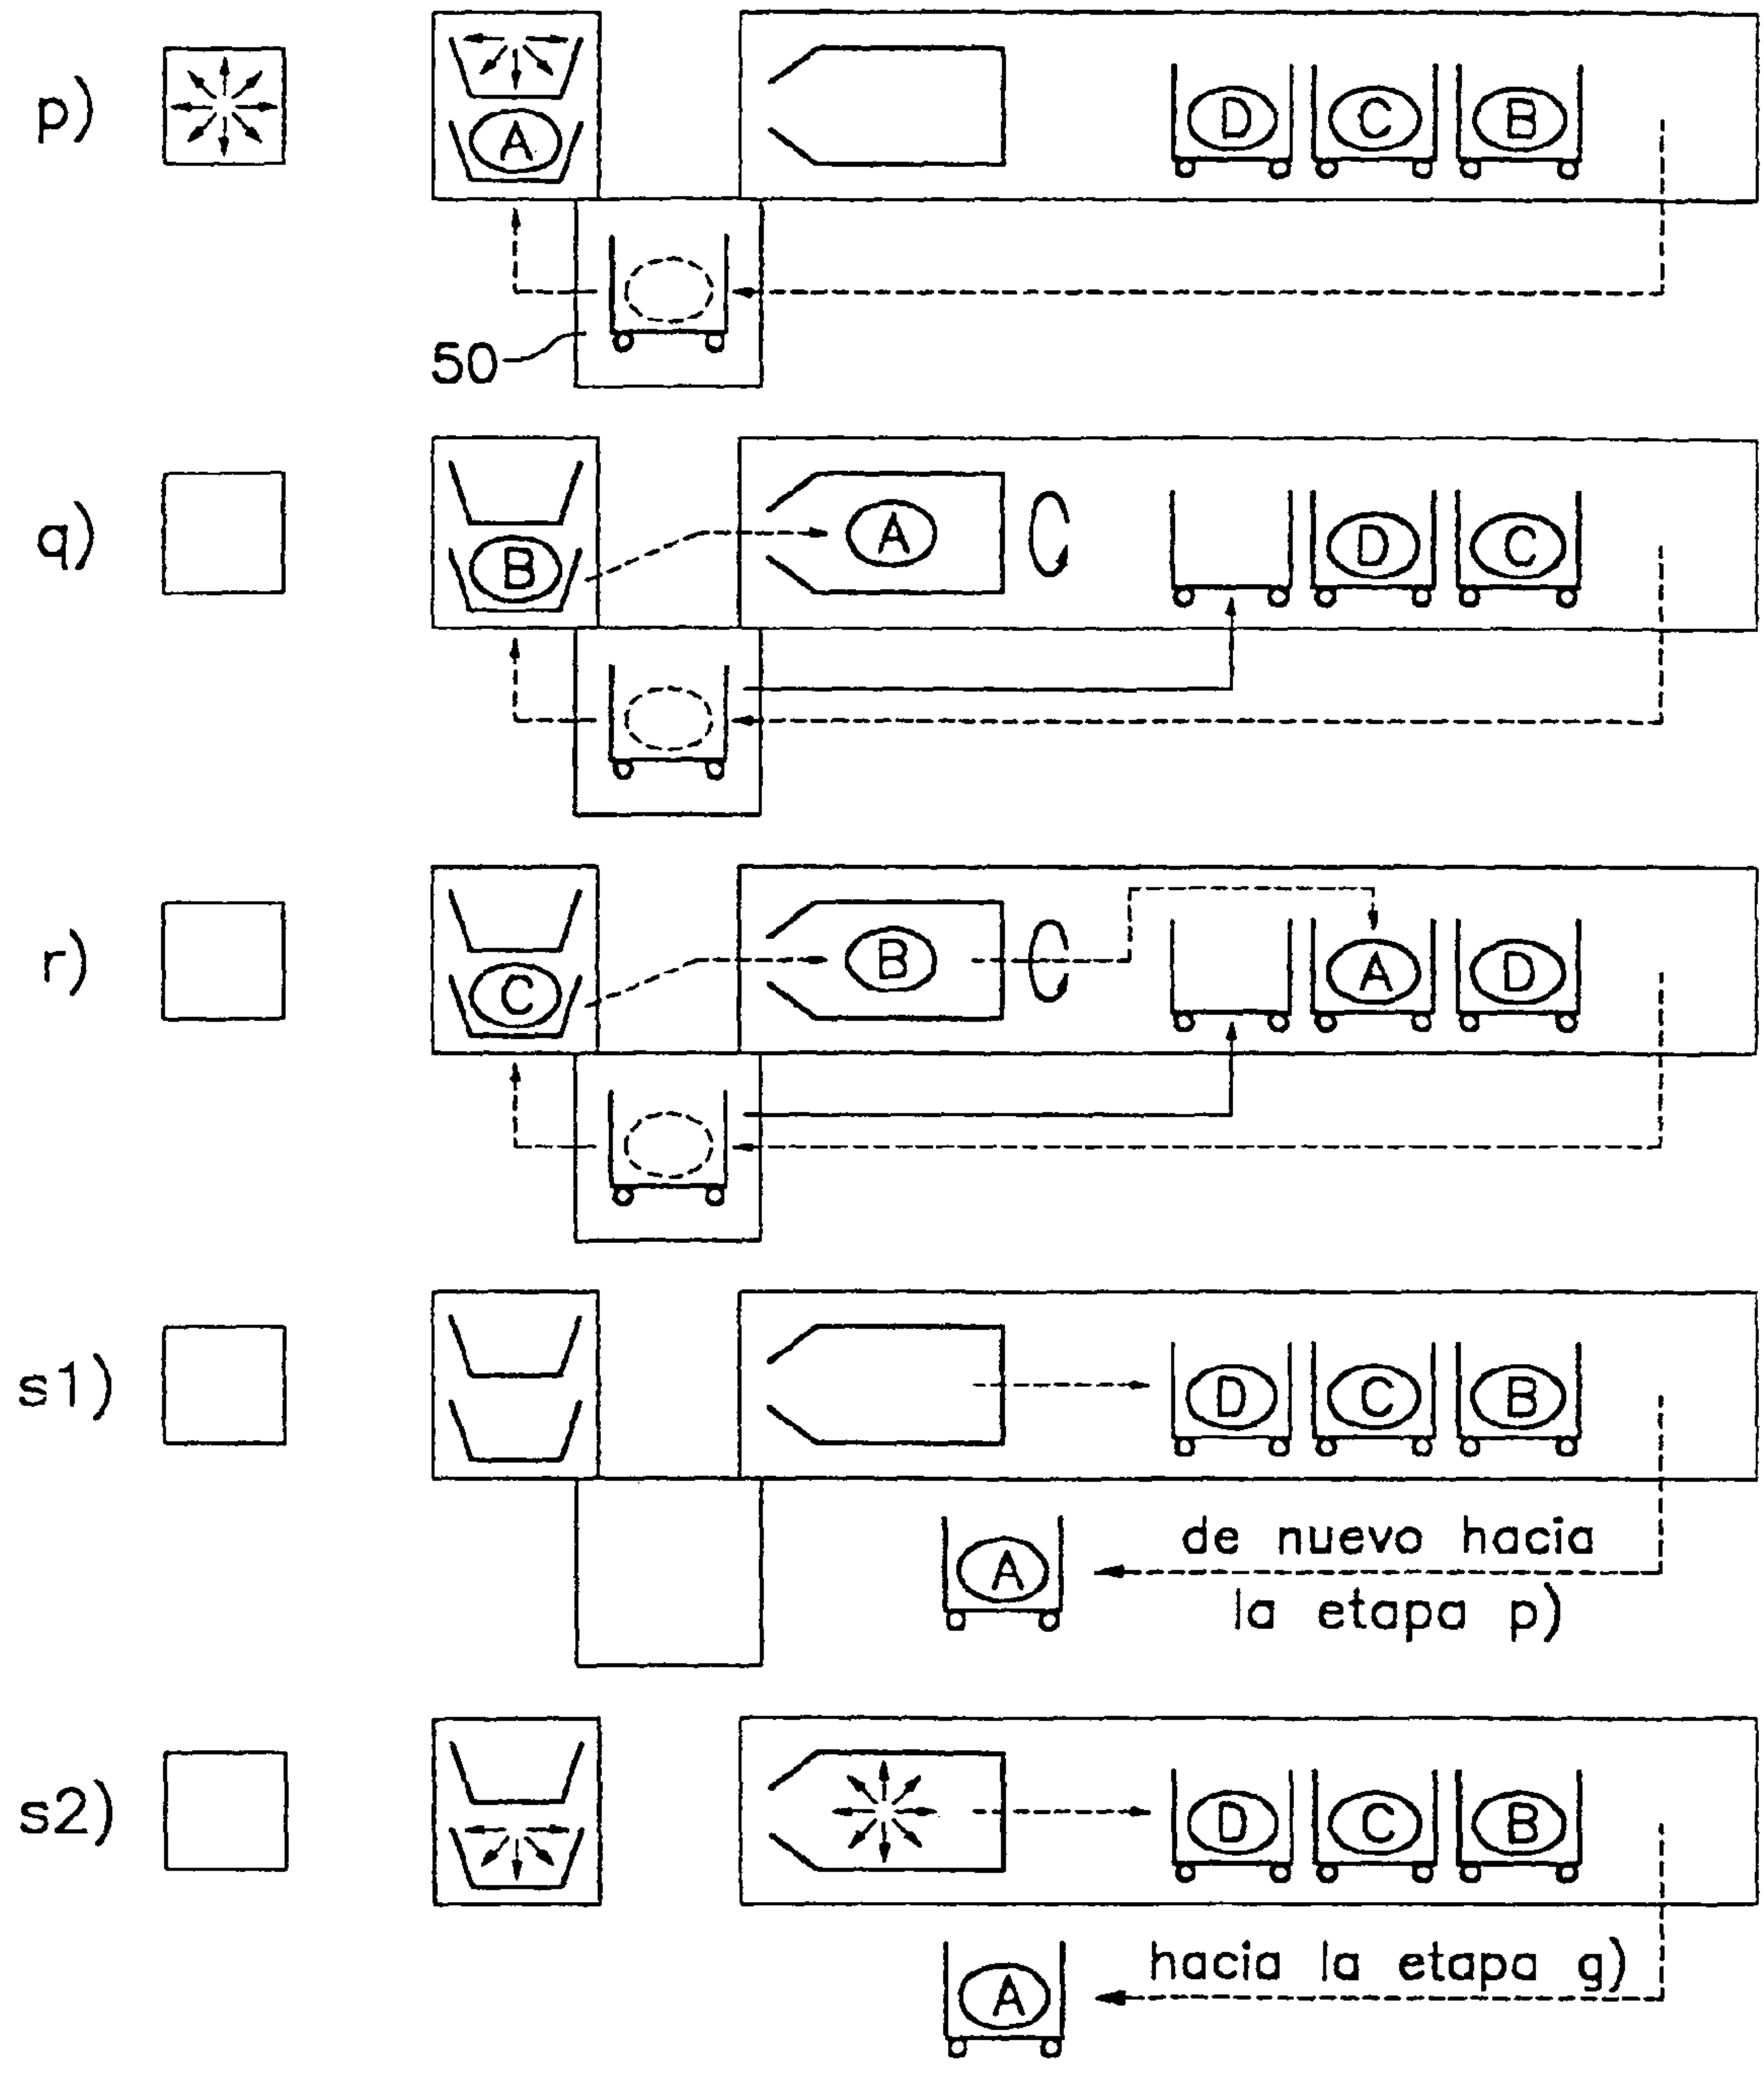 p)
A
D C B
50
q)
B A D C
r)
C B A D
s1)
D C B
A
de nuevo hacia
la etapa p)
s2)
D C B
A
hacia la etapa g)